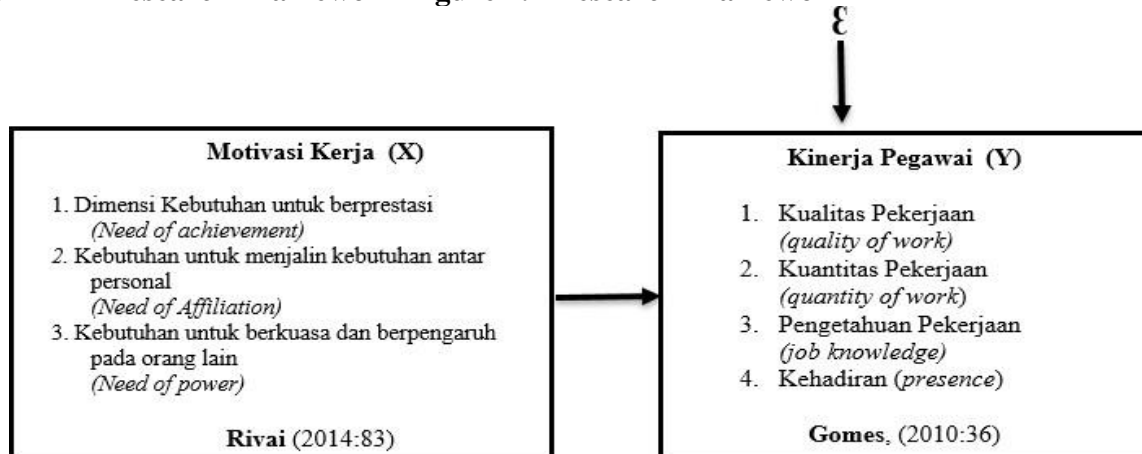 Ɛ
Motivasi Kerja (X)
1. Dimensi Kebutuhan untuk berprestasi
(Need of achievement)
2. Kebutuhan untuk menjalin kebutuhan antar
personal
(Need of Affiliation)
3. Kebutuhan untuk berkuasa dan berpengaruh
pada orang lain
(Need of power)
Rivai (2014:83)
Kinerja Pegawai (Y)
1. Kualitas Pekerjaan
(quality of work)
2. Kuantitas Pekerjaan
(quantity of work)
3. Pengetahuan Pekerjaan
(job knowledge)
4. Kehadiran (presence)
Gomes, (2010:36)